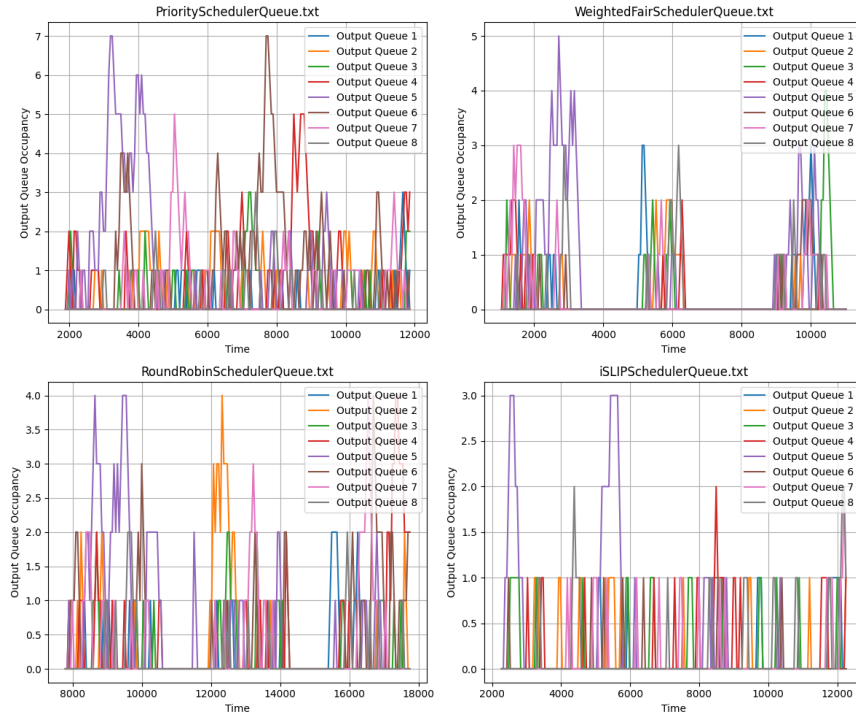 PrioritySchedulerQueue.txt
Output Queue Occupancy
7
6
5
4
3
2
1
0
Output Queue 1
Output Queue 2
Output Queue 3
Output Queue 4
Output Queue 5
Output Queue 6
Output Queue 7
Output Queue 8
2000 4000 6000 8000 10000 12000
Time
WeightedFairSchedulerQueue.txt
Output Queue Occupancy
5
4
3
2
1
0
Output Queue 1
Output Queue 2
Output Queue 3
Output Queue 4
Output Queue 5
Output Queue 6
Output Queue 7
Output Queue 8
2000 4000 6000 8000 10000
Time
RoundRobinSchedulerQueue.txt
Output Queue Occupancy
4.0
3.5
3.0
2.5
2.0
1.5
1.0
0.5
0.0
Output Queue 1
Output Queue 2
Output Queue 3
Output Queue 4
Output Queue 5
Output Queue 6
Output Queue 7
Output Queue 8
8000 10000 12000 14000 16000 18000
Time
iSLIPSchedulerQueue.txt
Output Queue Occupancy
3.0
2.5
2.0
1.5
1.0
0.5
0.0
Output Queue 1
Output Queue 2
Output Queue 3
Output Queue 4
Output Queue 5
Output Queue 6
Output Queue 7
Output Queue 8
2000 4000 6000 8000 10000 12000
Time